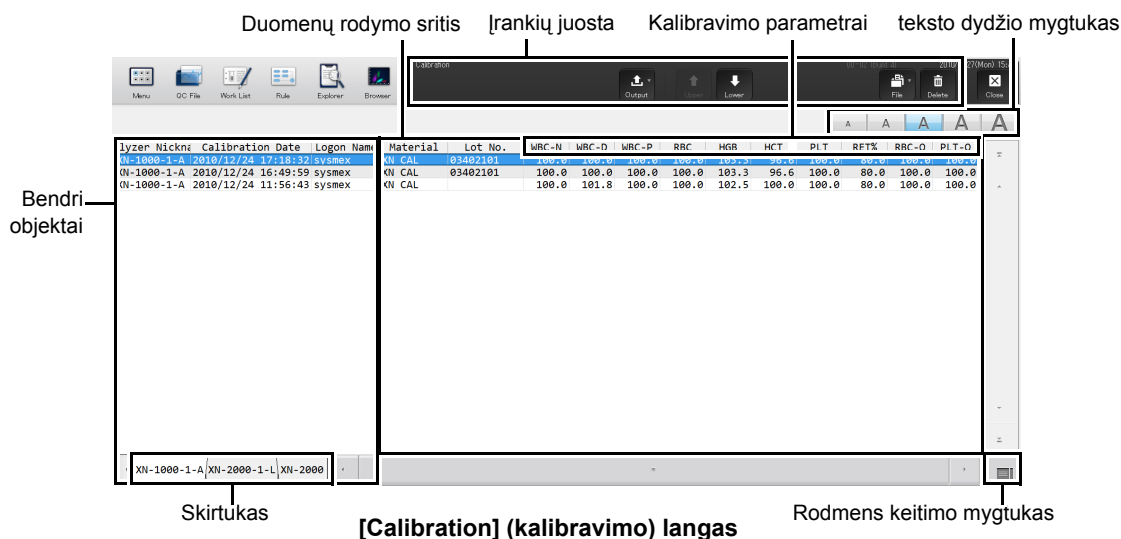 Duomenų rodymo sritis Įrankių juosta Kalibravimo parametrai teksto dydžio mygtukas
Calibration
Menu QC File Work List Rule Explorer Browser Output Upper Lower File Delete Close
A A A A A
lyzer Nickna Calibration Date Logon Name Material Lot No. WBC-N WBC-D WBC-P RBC HGB HCT PLT RET% RBC-O PLT-O
XN-1000-1-A 2010/12/24 17:18:32 sysmex XN CAL 03402101 100.0 100.0 100.0 100.0 103.3 96.6 100.0 80.0 100.0 100.0
XN-1000-1-A 2010/12/24 16:49:59 sysmex XN CAL 03402101 100.0 100.0 100.0 100.0 103.3 96.6 100.0 80.0 100.0 100.0
XN-1000-1-A 2010/12/24 11:56:43 sysmex XN CAL 100.0 101.8 100.0 100.0 102.5 100.0 100.0 80.0 100.0 100.0
Bendri
objektai
XN-1000-1-A XN-2000-1-L XN-2000
Skirtukas Rodmens keitimo mygtukas
[Calibration] (kalibravimo) langas